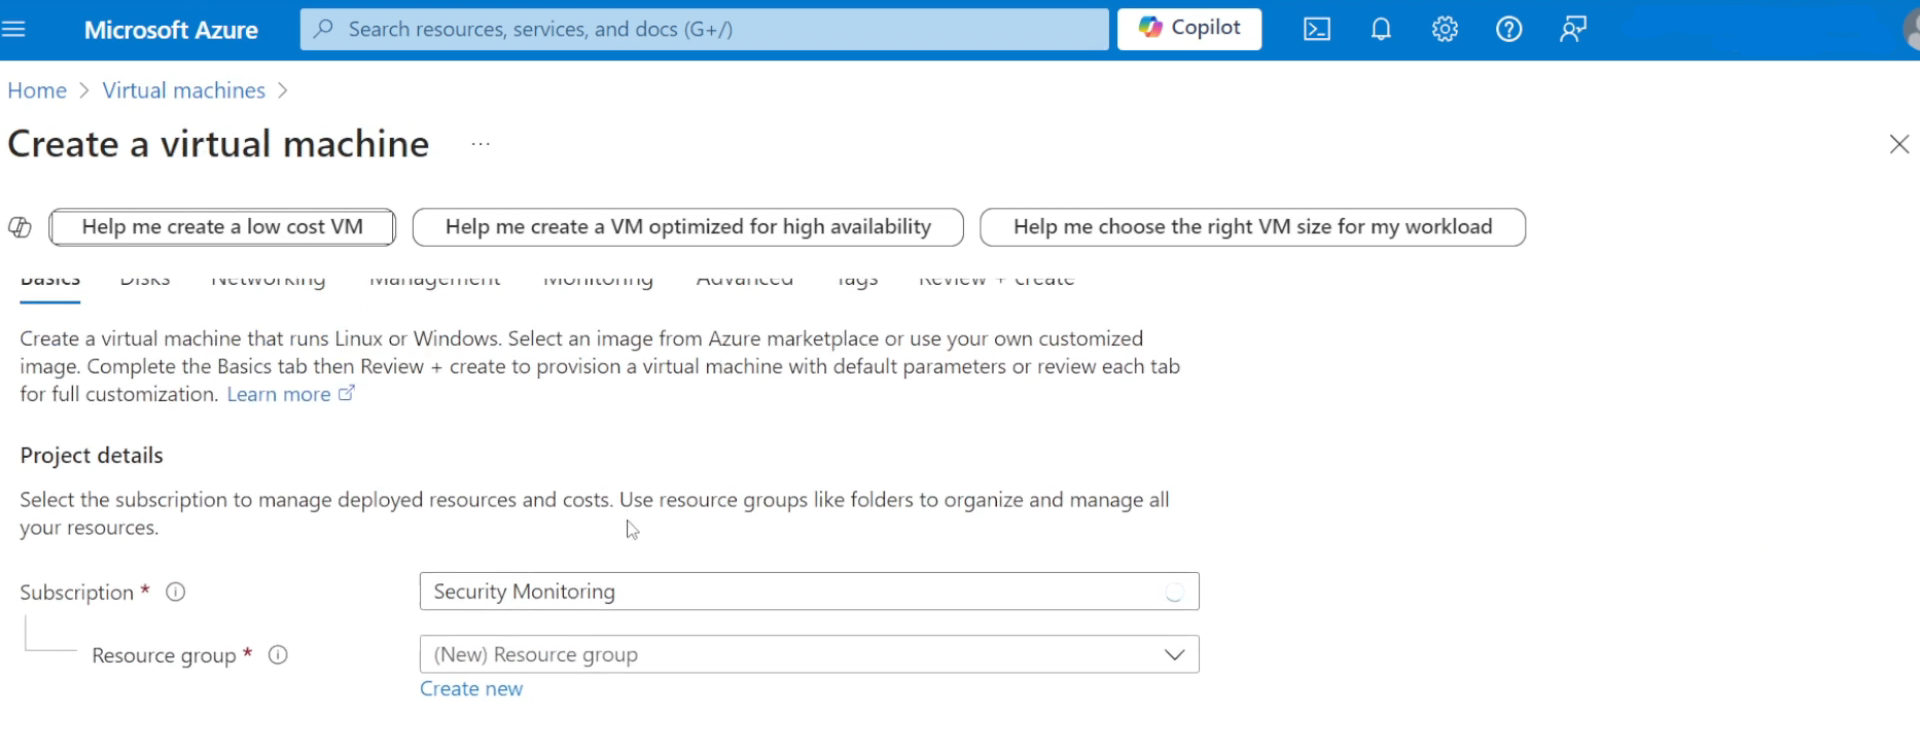 Microsoft Azure
Search resources, services, and docs (G+/)
Copilot
Home > Virtual machines >
Create a virtual machine ...
Help me create a low cost VM
Help me create a VM optimized for high availability
Help me choose the right VM size for my workload
Basics Disks Networking Management Monitoring Advanced Tags Review + create
Create a virtual machine that runs Linux or Windows. Select an image from Azure marketplace or use your own customized
image. Complete the Basics tab then Review + create to provision a virtual machine with default parameters or review each tab
for full customization. Learn more
Project details
Select the subscription to manage deployed resources and costs. Use resource groups like folders to organize and manage all
your resources.
Subscription *
Security Monitoring
Resource group *
(New) Resource group
Create new